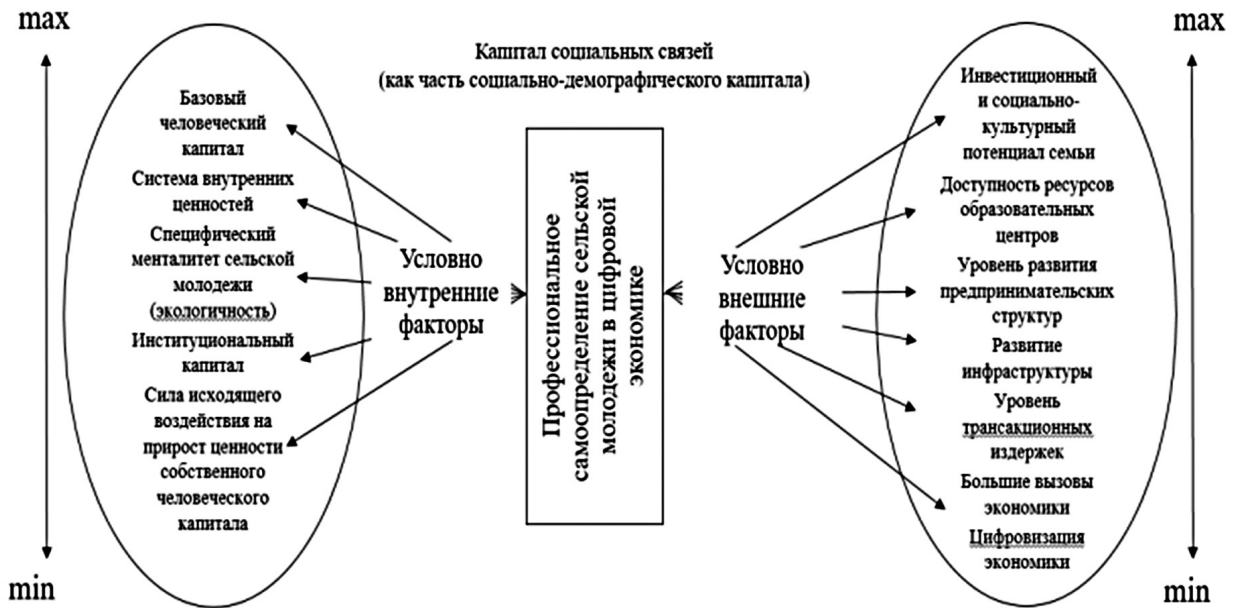 max
Базовый
человеческий
капитал
Система внутренних
ценностей
Специфический
менталитет сельской
молодежи
(экологичность)
Институциональный
капитал
Сила исходящего
воздействия на
прирост ценности
собственного
человеческого
капитала
min
Условно
внутренние
факторы
Капитал социальных связей
(как часть социально-демографического капитала)
Профессиональное
самоопределение сельской
молодежи в цифровой
экономике
Условно
внешние
факторы
Инвестиционный
и социально-
культурный
потенциал семьи
Доступность ресурсов
образовательных
центров
Уровень развития
предпринимательских
структур
Развитие
инфраструктуры
Уровень
трансакционных
издержек
Большие вызовы
экономики
Цифровизация
экономики
max
min